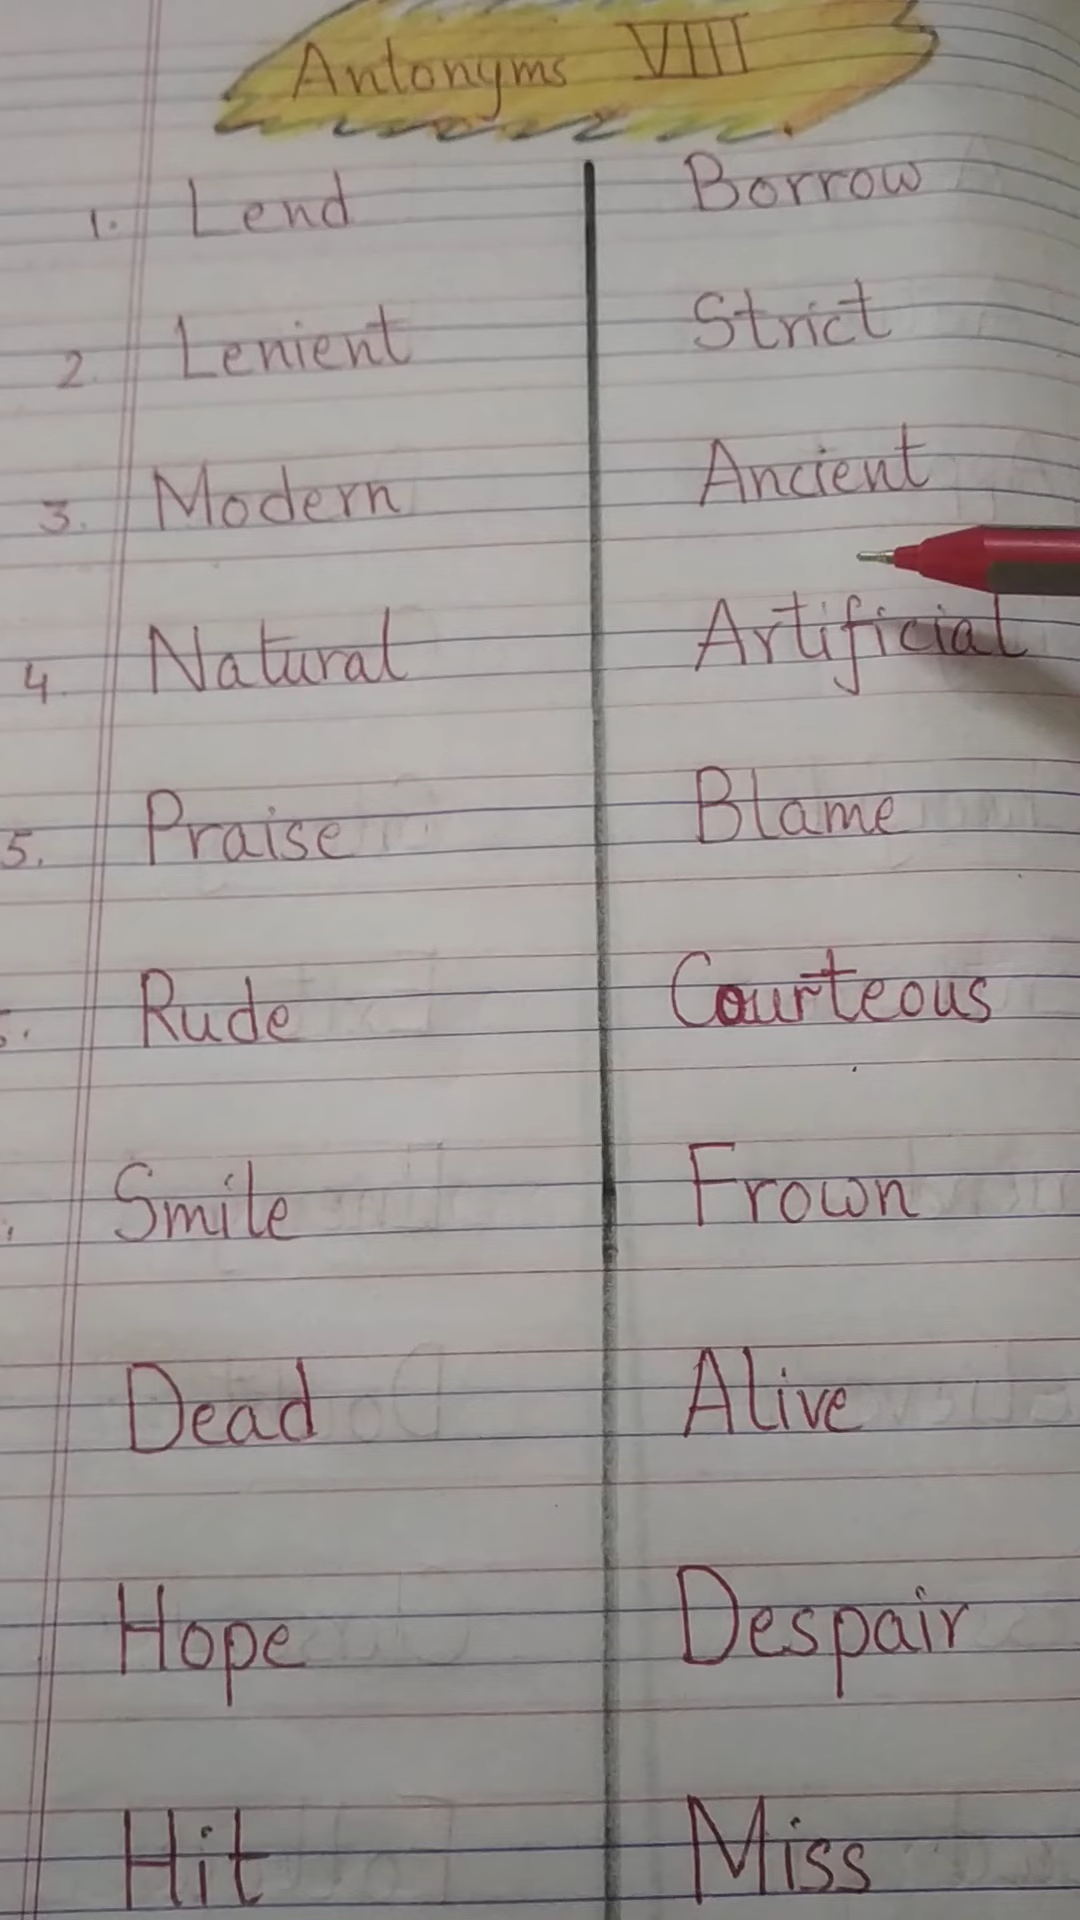 Antonyms VIII
1. Lend Borrow
2. Lenient Strict
3. Modern Ancient
4. Natural Artificial
5. Praise Blame
Rude Courteous
Smile Frown
Dead Alive
Hope Despair
Hit Miss